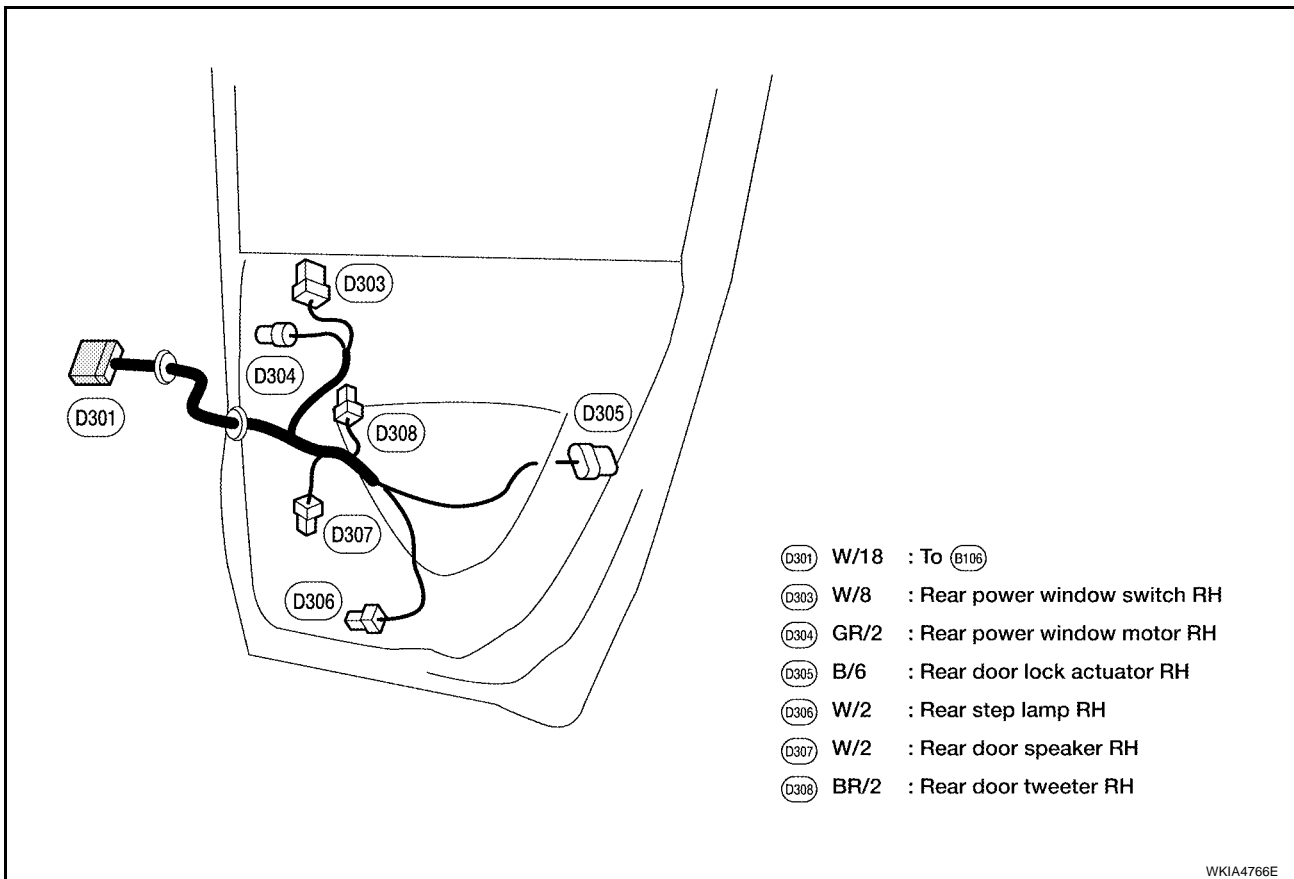 D303
D304
D301
D308
D305
D307
D306
D301 W/18 : To B106
D303 W/8 : Rear power window switch RH
D304 GR/2 : Rear power window motor RH
D305 B/6 : Rear door lock actuator RH
D306 W/2 : Rear step lamp RH
D307 W/2 : Rear door speaker RH
D308 BR/2 : Rear door tweeter RH
WKIA4766E